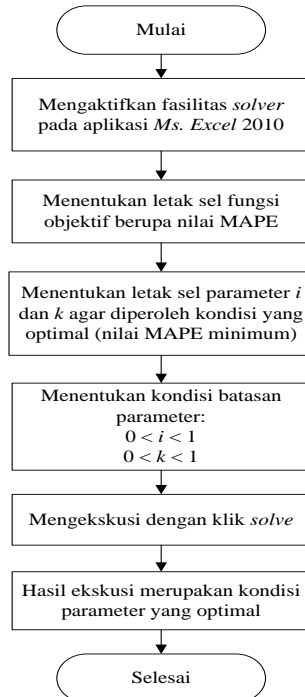 Mulai
Mengaktifkan fasilitas solver
pada aplikasi Ms. Excel 2010
Menentukan letak sel fungsi
objektif berupa nilai MAPE
Menentukan letak sel parameter i
dan k agar diperoleh kondisi yang
optimal (nilai MAPE minimum)
Menentukan kondisi batasan
parameter:
0 < i < 1
0 < k < 1
Mengekskusi dengan klik solve
Hasil ekskusi merupakan kondisi
parameter yang optimal
Selesai